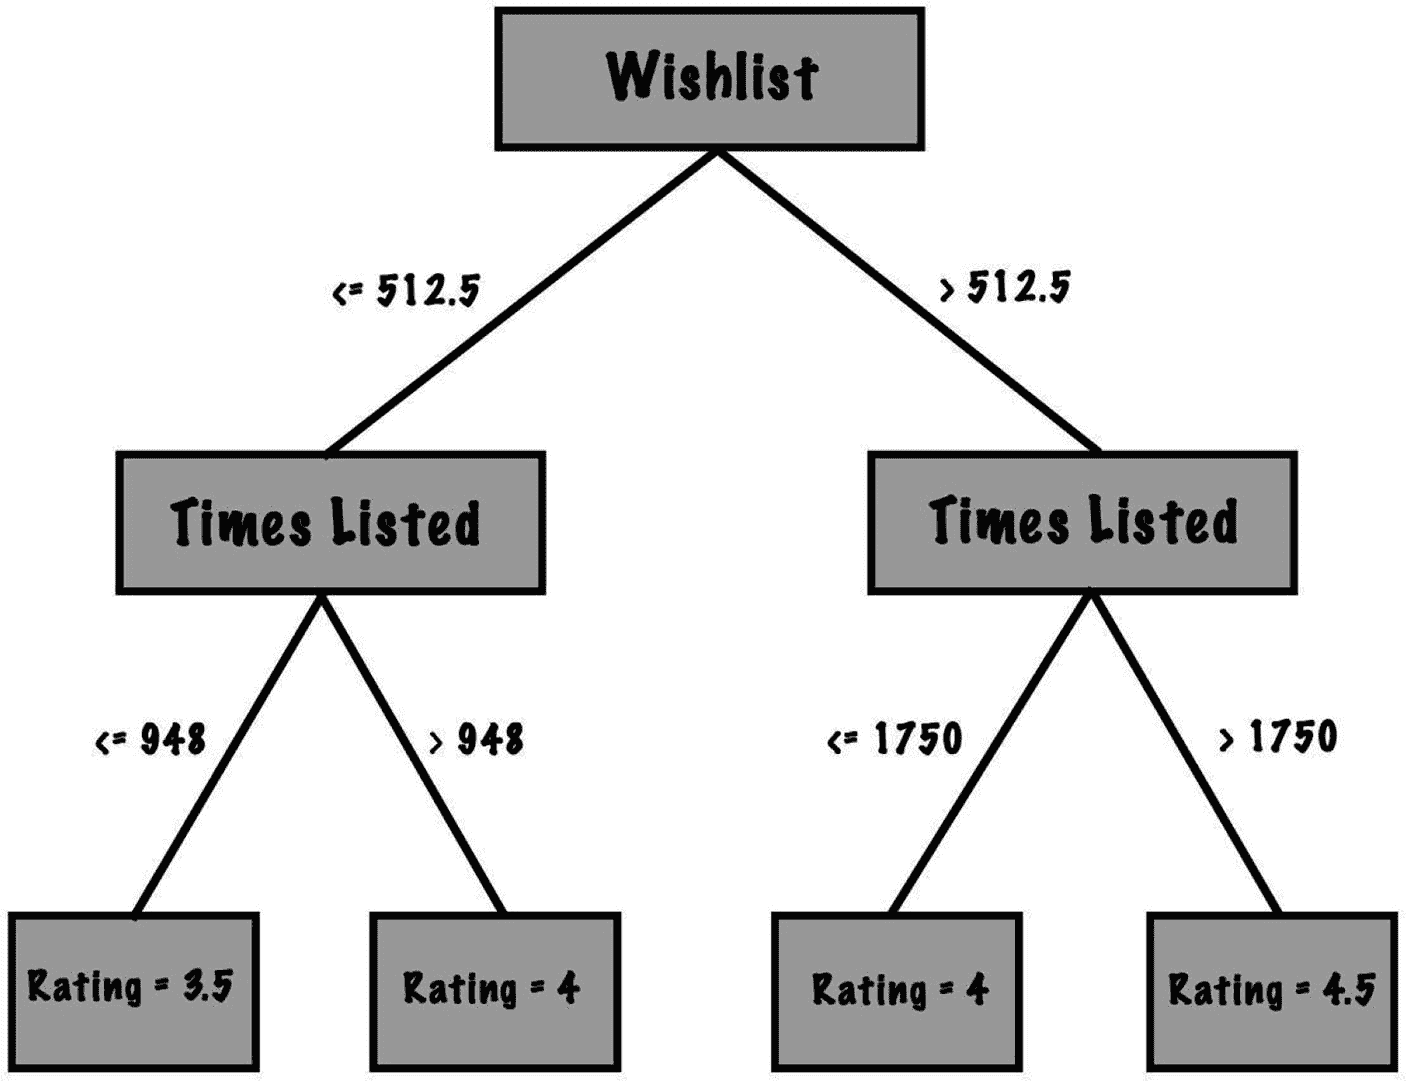 Wishlist
<= 512.5
> 512.5
Times Listed
Times Listed
<= 948
> 948
<= 1750
> 1750
Rating = 3.5
Rating = 4
Rating = 4
Rating = 4.5